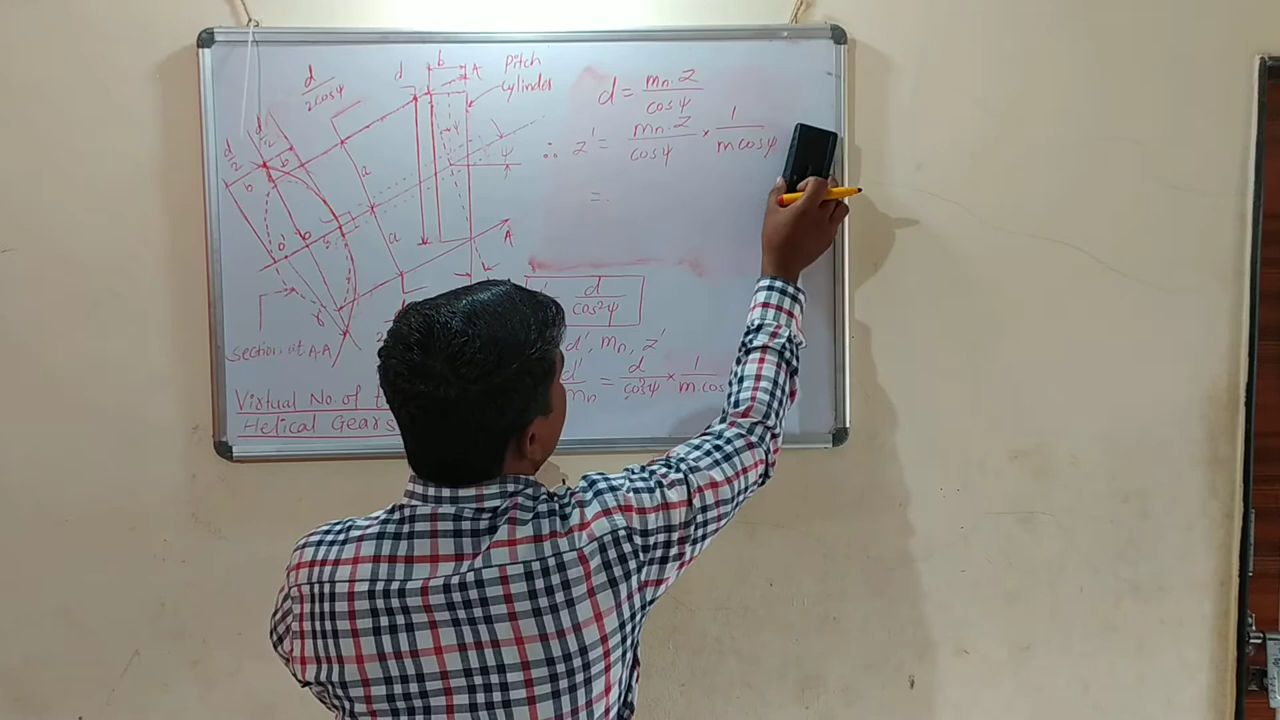 d/2cosψ
d
b
A
Pitch
cylinder
ψ
ψ
d/2
d/2
b
b
a
a
o'
o
A
r
section at A-A
Virtual No. of t
Helical Gears
d = mn.z/cosψ
∴ z' = mn.z/cosψ × 1/m cosψ
=
d/cos²ψ
d', mn, z'
d'/mn = d/cos²ψ × 1/m.cos